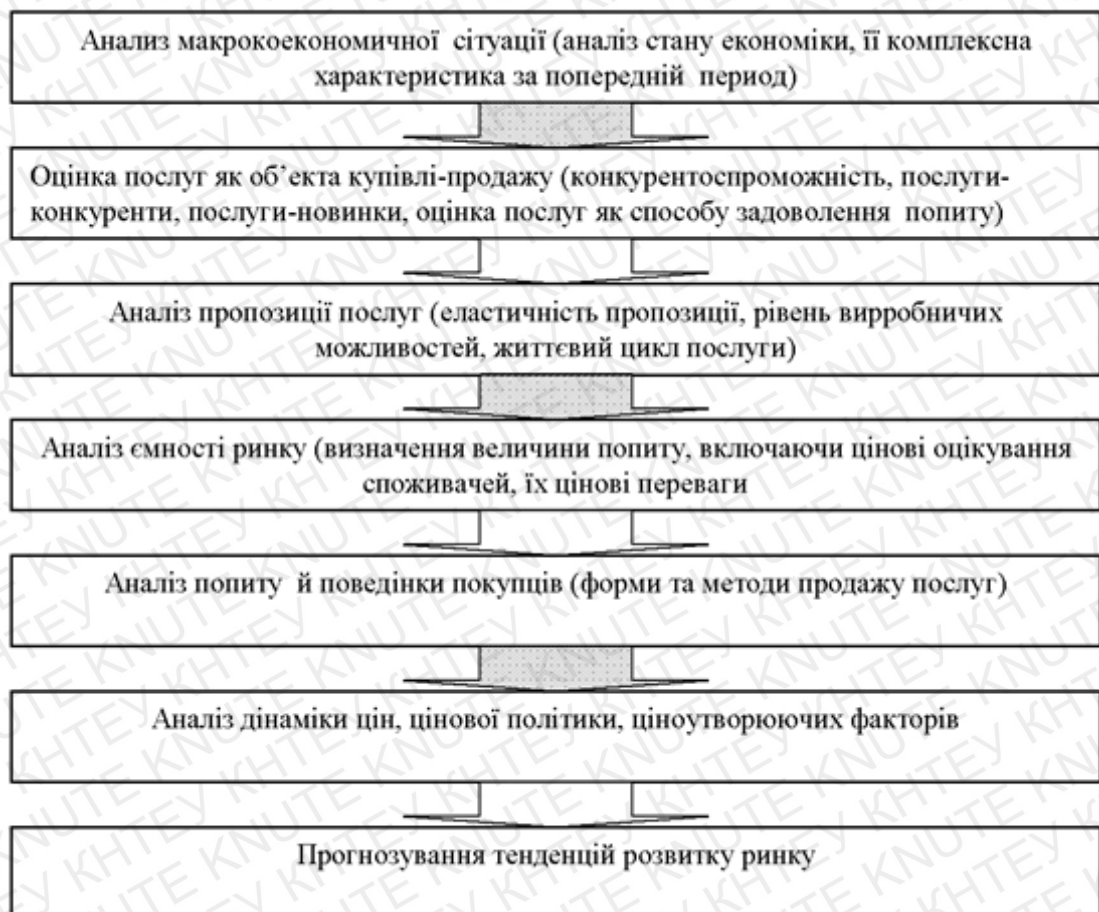 Анализ макрокоекономичної сітуації (аналіз стану економіки, її комплексна
характеристика за попередній период)
Оцінка послуг як об’єкта купівлі-продажу (конкурентоспроможність, послуги-
конкуренти, послуги-новинки, оцінка послуг як способу задоволення попиту)
Аналіз пропозиції послуг (еластичність пропозиції, рівень вирробничих
можливостей, життєвий цикл послуги)
Аналіз ємності ринку (визначення величини попиту, включаючи цінові оцікування
споживачей, їх цінові переваги
Аналіз попиту й поведінки покупців (форми та методи продажу послуг)
Аналіз дінаміки цін, цінової політики, ціноутворюючих факторів
Прогнозування тенденцій розвитку ринку